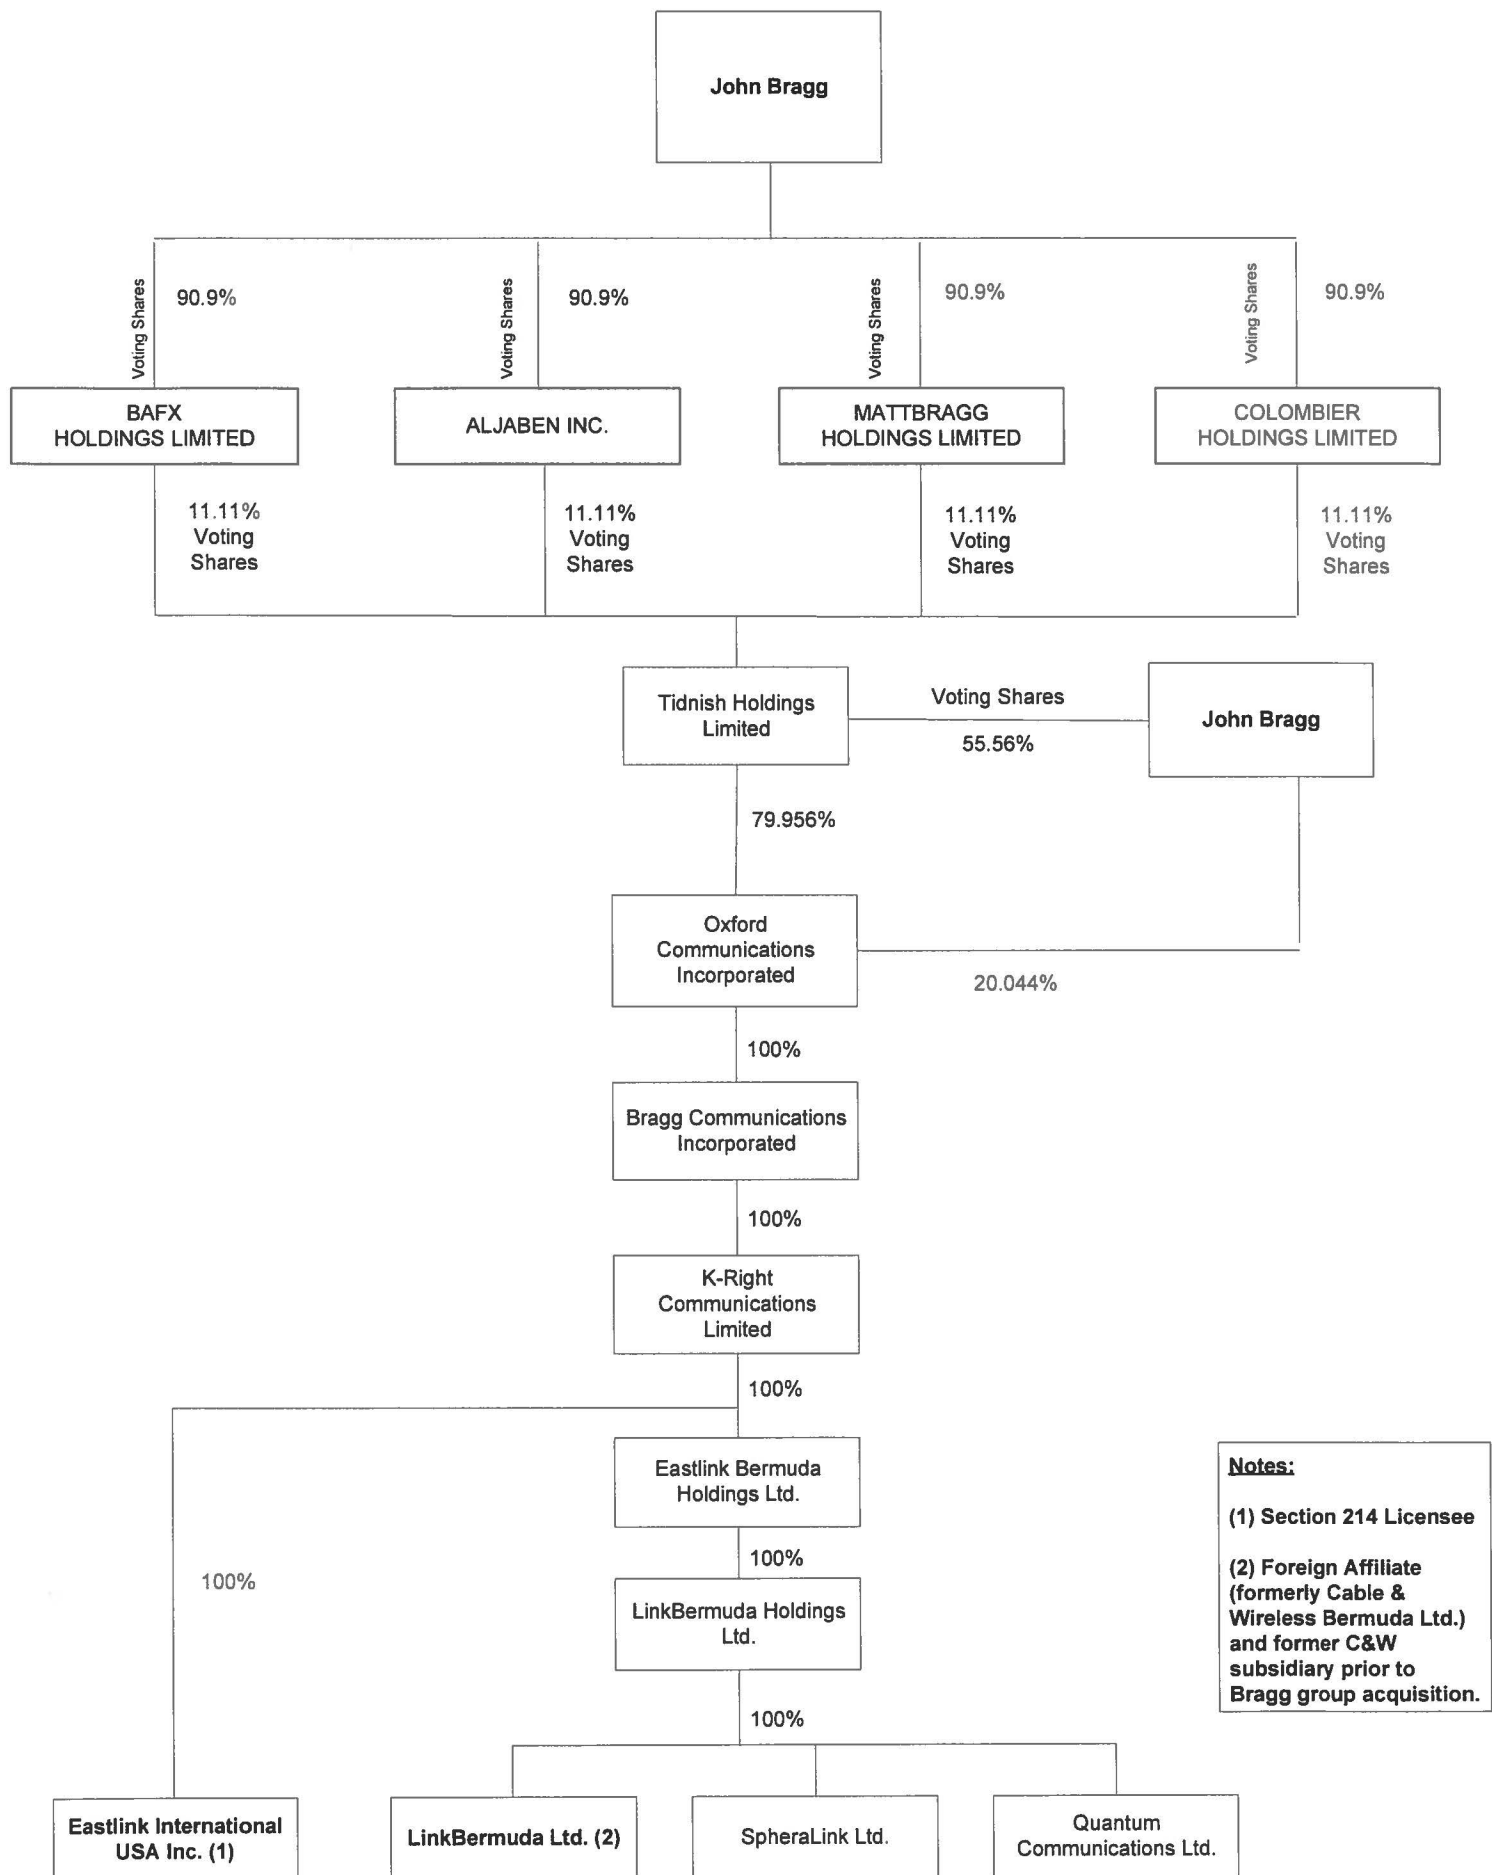 John Bragg
Voting Shares
90.9%
Voting Shares
90.9%
Voting Shares
90.9%
Voting Shares
90.9%
BAFX
HOLDINGS LIMITED
ALJABEN INC.
MATTBRAGG
HOLDINGS LIMITED
COLOMBIER
HOLDINGS LIMITED
11.11%
Voting
Shares
11.11%
Voting
Shares
11.11%
Voting
Shares
11.11%
Voting
Shares
Tidnish Holdings
Limited
Voting Shares
55.56%
John Bragg
79.956%
Oxford
Communications
Incorporated
20.044%
100%
Bragg Communications
Incorporated
100%
K-Right
Communications
Limited
100%
Eastlink Bermuda
Holdings Ltd.
100%
100%
LinkBermuda Holdings
Ltd.
100%
Notes:
(1) Section 214 Licensee
(2) Foreign Affiliate
(formerly Cable &
Wireless Bermuda Ltd.)
and former C&W
subsidiary prior to
Bragg group acquisition.
Eastlink International
USA Inc. (1)
LinkBermuda Ltd. (2)
SpheraLink Ltd.
Quantum
Communications Ltd.